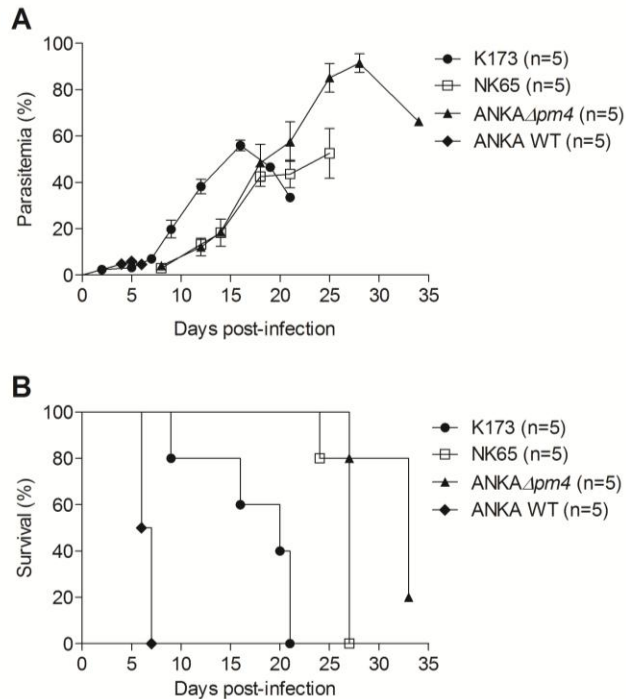 A
Parasitemia (%)
100
80
60
40
20
0
0 5 10 15 20 25 30 35
Days post-infection
K173 (n=5)
NK65 (n=5)
ANKAΔpm4 (n=5)
ANKA WT (n=5)
B
Survival (%)
100
80
60
40
20
0
0 5 10 15 20 25 30 35
Days post-infection
K173 (n=5)
NK65 (n=5)
ANKAΔpm4 (n=5)
ANKA WT (n=5)